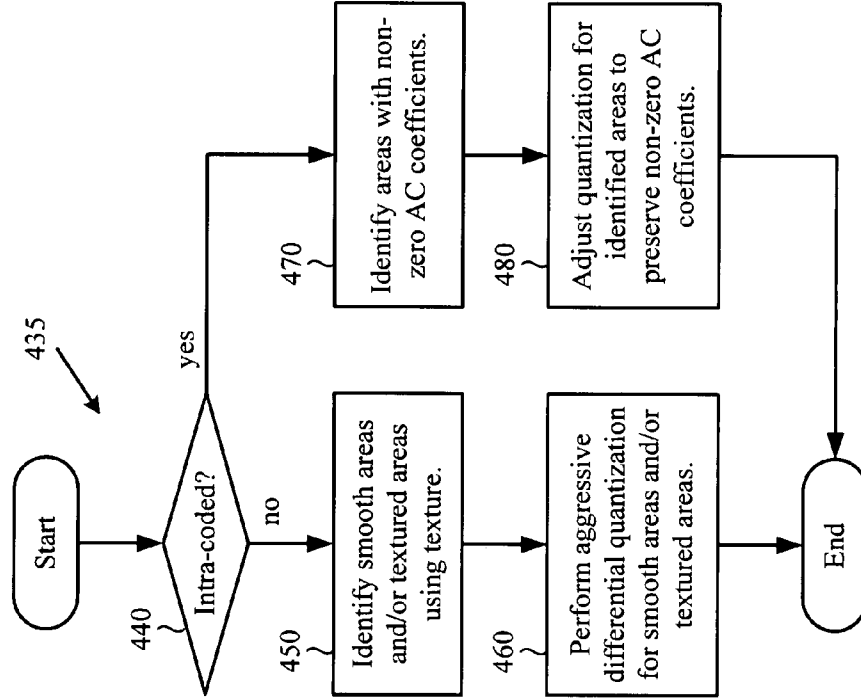 435
Start
440
Intra-coded?
yes
no
450
Identify smooth areas
and/or textured areas
using texture.
470
Identify areas with non-
zero AC coefficients.
460
Perform aggressive
differential quantization
for smooth areas and/or
textured areas.
480
Adjust quantization for
identified areas to
preserve non-zero AC
coefficients.
End